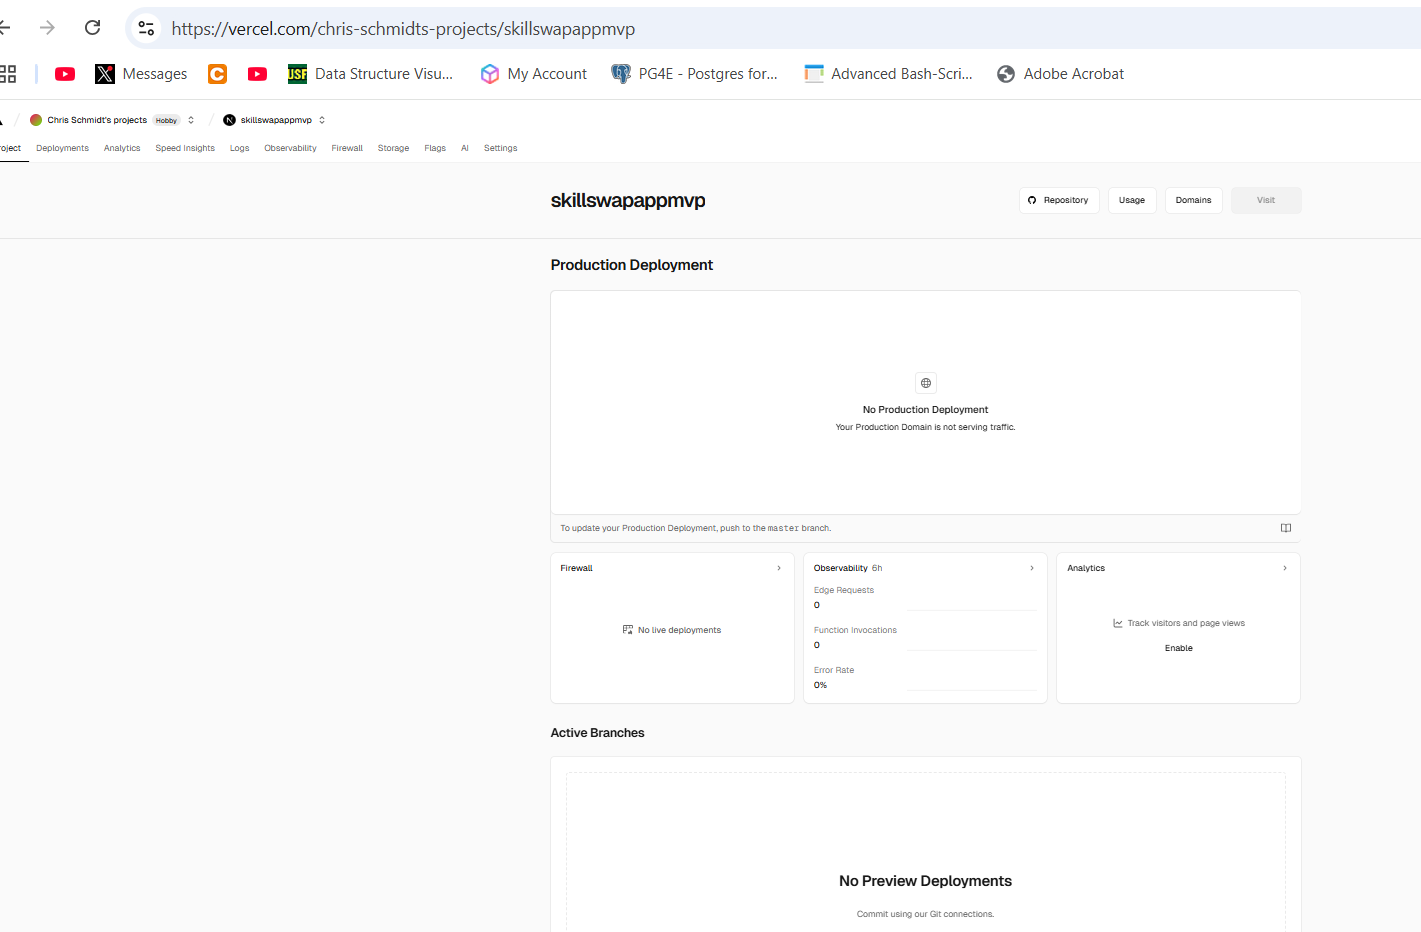 https://vercel.com/chris-schmidts-projects/skillswapappmvp
Messages
Data Structure Visu...
My Account
PG4E - Postgres for...
Advanced Bash-Scri...
Adobe Acrobat
Chris Schmidt's projects Hobby
skillswapappmvp
roject Deployments Analytics Speed Insights Logs Observability Firewall Storage Flags AI Settings
skillswapappmvp
Repository Usage Domains Visit
Production Deployment
No Production Deployment
Your Production Domain is not serving traffic.
To update your Production Deployment, push to the master branch.
Firewall
No live deployments
Observability 6h
Edge Requests
0
Function Invocations
0
Error Rate
0%
Analytics
Track visitors and page views
Enable
Active Branches
No Preview Deployments
Commit using our Git connections.